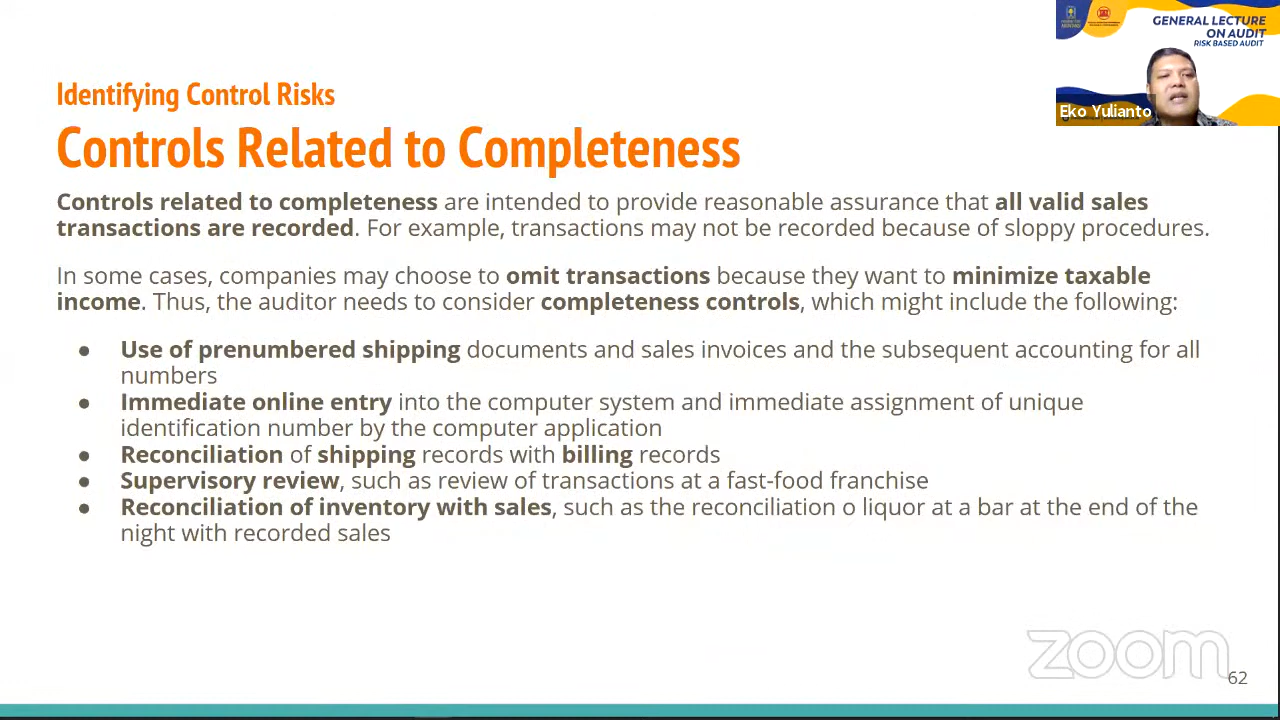 GENERAL LECTURE
ON AUDIT
RISK BASED AUDIT
Eko Yulianto
Identifying Control Risks
Controls Related to Completeness
Controls related to completeness are intended to provide reasonable assurance that all valid sales
transactions are recorded. For example, transactions may not be recorded because of sloppy procedures.
In some cases, companies may choose to omit transactions because they want to minimize taxable
income. Thus, the auditor needs to consider completeness controls, which might include the following:
● Use of prenumbered shipping documents and sales invoices and the subsequent accounting for all
numbers
● Immediate online entry into the computer system and immediate assignment of unique
identification number by the computer application
● Reconciliation of shipping records with billing records
● Supervisory review, such as review of transactions at a fast-food franchise
● Reconciliation of inventory with sales, such as the reconciliation o liquor at a bar at the end of the
night with recorded sales
zoom
62